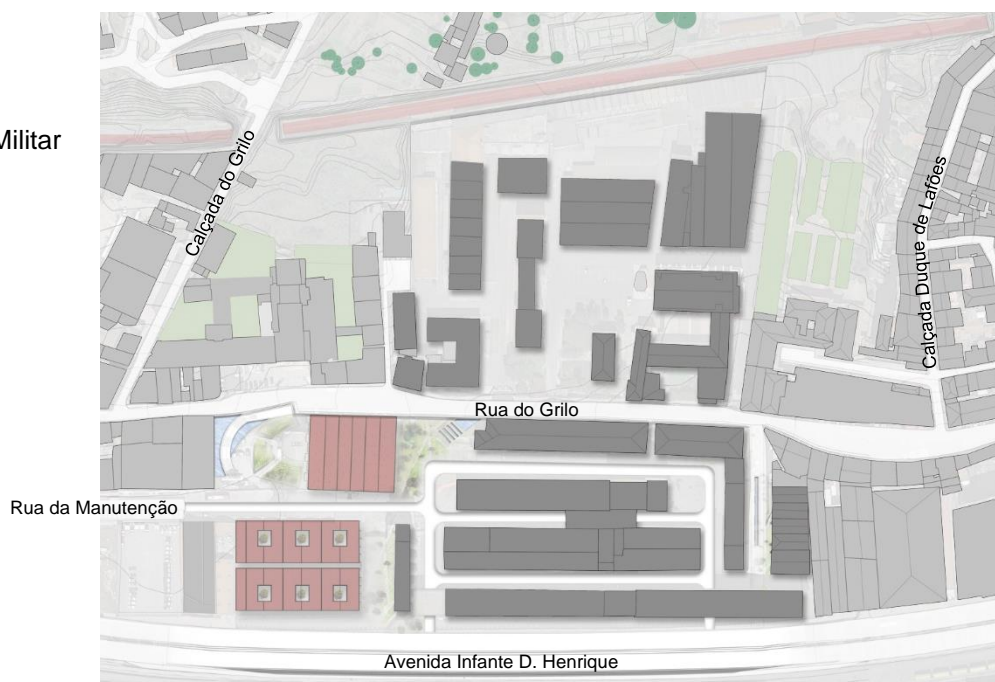 Militar
Calçada do Grilo
Calçada Duque de Lafões
Rua do Grilo
Rua da Manutenção
Avenida Infante D. Henrique